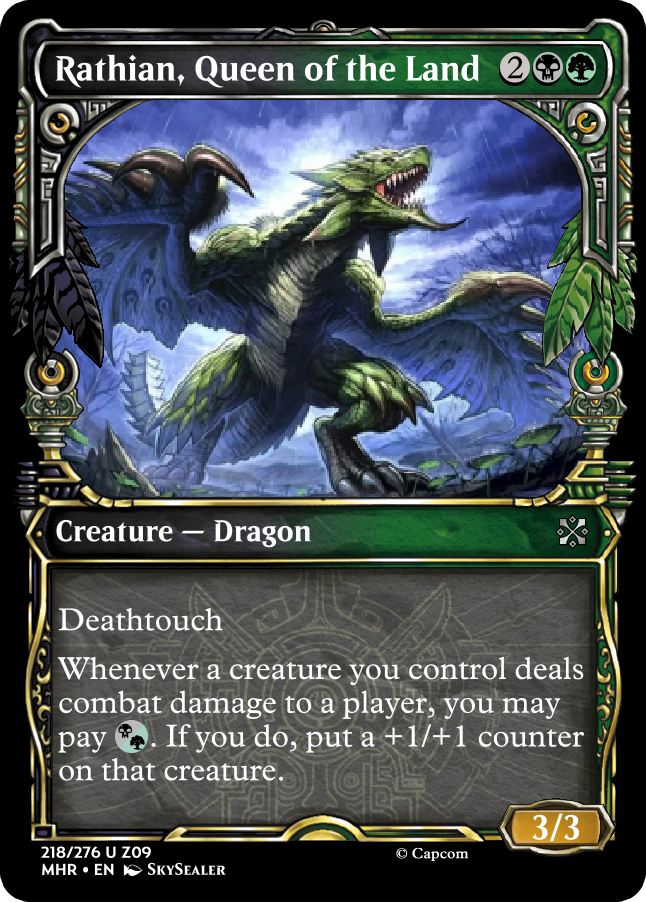 Rathian, Queen of the Land 2
Creature — Dragon
Deathtouch
Whenever a creature you control deals
combat damage to a player, you may
pay . If you do, put a +1/+1 counter
on that creature.
3/3
218/276 U Z09
© Capcom
MHR • EN SkySealer